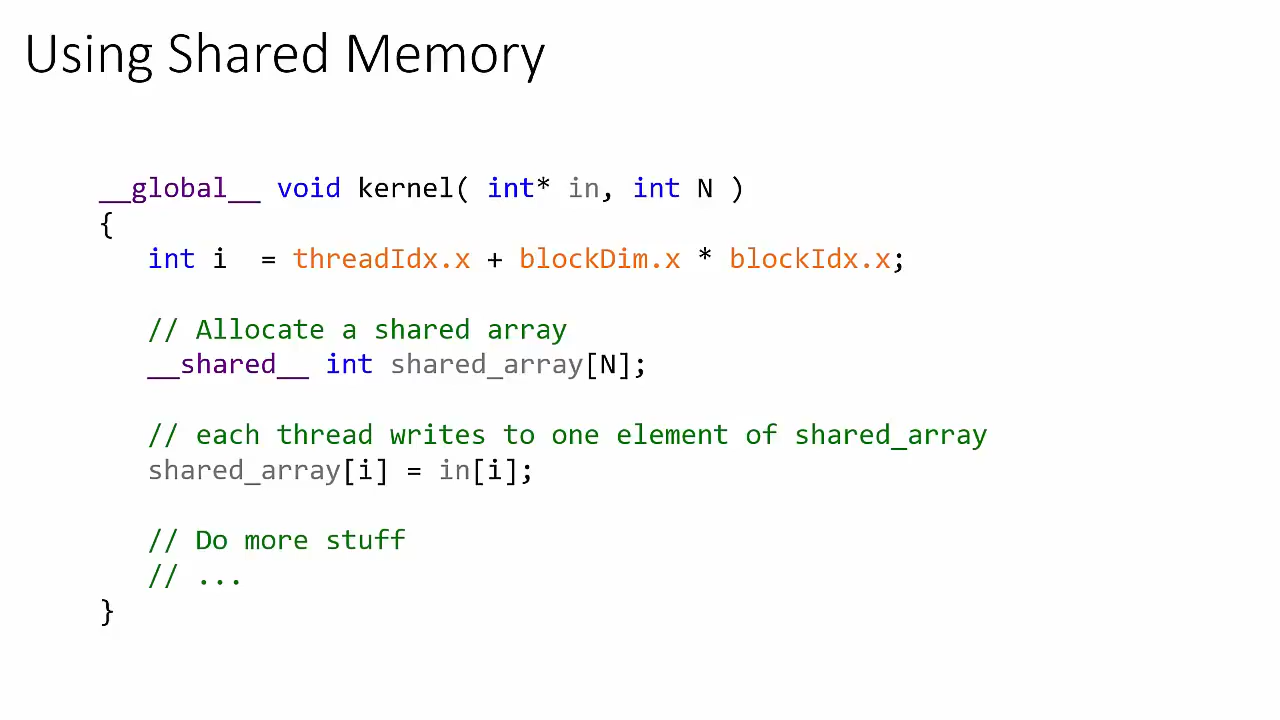 Using Shared Memory
__global__ void kernel( int* in, int N )
{
int i  = threadIdx.x + blockDim.x * blockIdx.x;
// Allocate a shared array
__shared__ int shared_array[N];
// each thread writes to one element of shared_array
shared_array[i] = in[i];
// Do more stuff
// ...
}